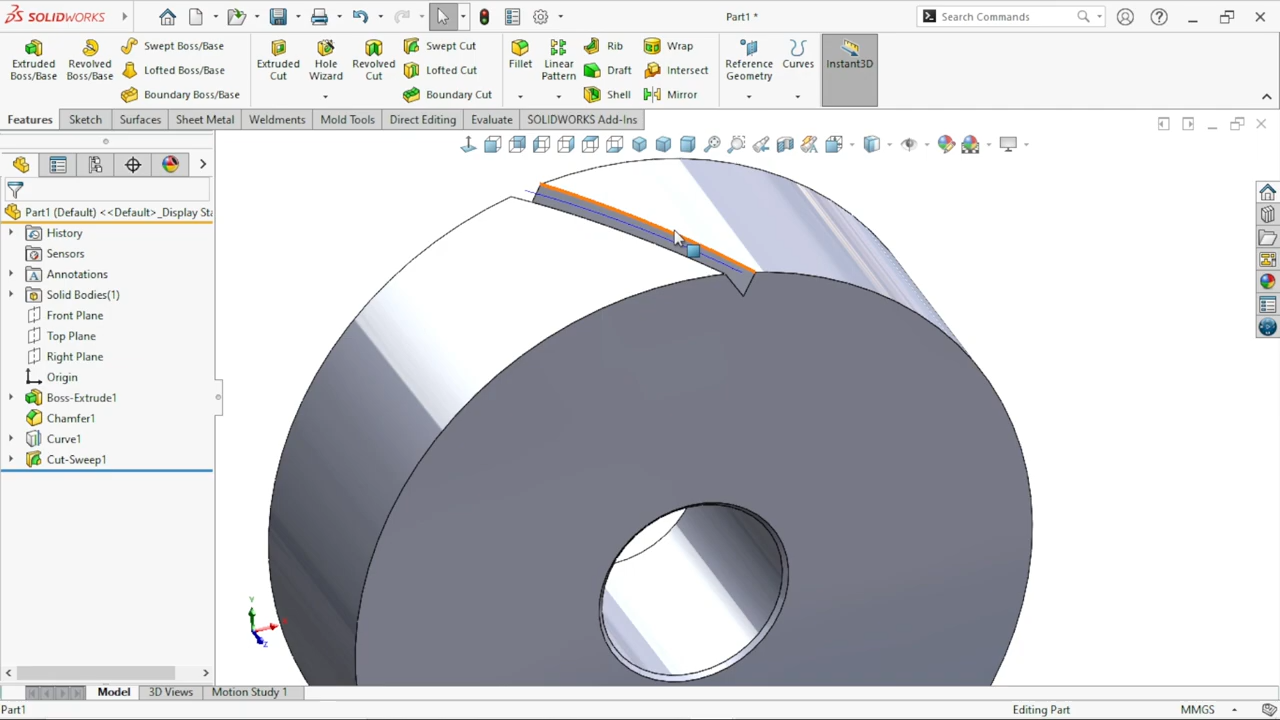 SOLIDWORKS
Part1 *
Search Commands
Extruded Boss/Base
Revolved Boss/Base
Swept Boss/Base
Lofted Boss/Base
Boundary Boss/Base
Extruded Cut
Hole Wizard
Revolved Cut
Swept Cut
Lofted Cut
Boundary Cut
Fillet
Linear Pattern
Rib
Draft
Shell
Wrap
Intersect
Mirror
Reference Geometry
Curves
Instant3D
Features Sketch Surfaces Sheet Metal Weldments Mold Tools Direct Editing Evaluate SOLIDWORKS Add-Ins
Part1 (Default) <<Default>_Display Sta
History
Sensors
Annotations
Solid Bodies(1)
Front Plane
Top Plane
Right Plane
Origin
Boss-Extrude1
Chamfer1
Curve1
Cut-Sweep1
Y
X
Z
Model 3D Views Motion Study 1
Part1 Editing Part MMGS